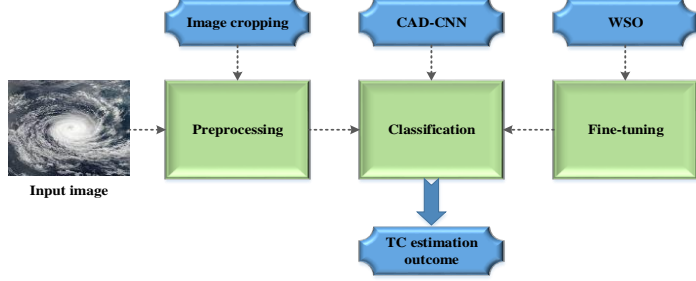 Image cropping
CAD-CNN
WSO
Preprocessing
Classification
Fine-tuning
Input image
TC estimation
outcome